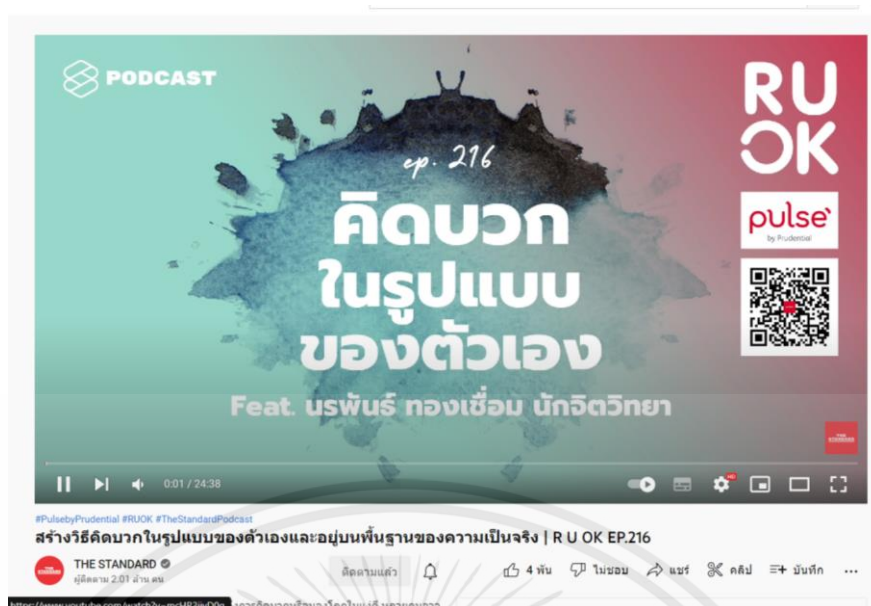 PODCAST
RU
OK
ep. 216
คิดบวก
ในรูปแบบ
ของตัวเอง
Feat. นรพันธ์ ทองเชื่อม นักจิตวิทยา
pulse
by Prudential
THE
STANDARD
0:01 / 24:38
HD
#PulsebyPrudential #RUOK #TheStandardPodcast
สร้างวิธีคิดบวกในรูปแบบของตัวเองและอยู่บนพื้นฐานของความเป็นจริง | R U OK EP.216
THE STANDARD
ผู้ติดตาม 2.01 ล้าน คน
ติดตามแล้ว
4 พัน ไม่ชอบ แชร์ คลิป บันทึก